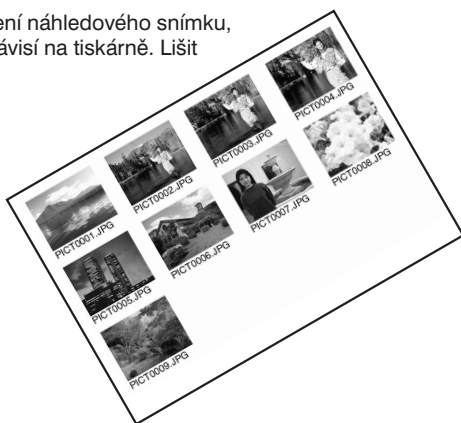 ení náhledového snímku,
ávisí na tiskárně. Lišit
PICT0001.JPG
PICT0002.JPG
PICT0003.JPG
PICT0004.JPG
PICT0005.JPG
PICT0006.JPG
PICT0007.JPG
PICT0008.JPG
PICT0009.JPG